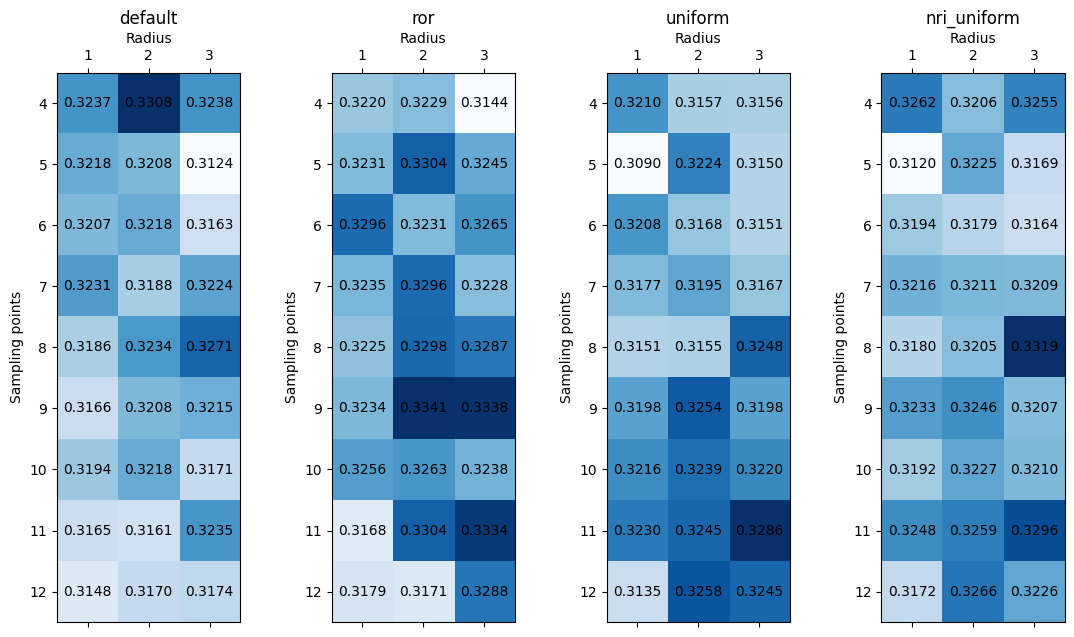 default ror uniform nri_uniform
Radius Radius Radius Radius
1 2 3 1 2 3 1 2 3 1 2 3
4 0.3237 0.3308 0.3238 4 0.3220 0.3229 0.3144 4 0.3210 0.3157 0.3156 4 0.3262 0.3206 0.3255
5 0.3218 0.3208 0.3124 5 0.3231 0.3304 0.3245 5 0.3090 0.3224 0.3150 5 0.3120 0.3225 0.3169
6 0.3207 0.3218 0.3163 6 0.3296 0.3231 0.3265 6 0.3208 0.3168 0.3151 6 0.3194 0.3179 0.3164
7 0.3231 0.3188 0.3224 7 0.3235 0.3296 0.3228 7 0.3177 0.3195 0.3167 7 0.3216 0.3211 0.3209
Sampling points Sampling points Sampling points Sampling points
8 0.3186 0.3234 0.3271 8 0.3225 0.3298 0.3287 8 0.3151 0.3155 0.3248 8 0.3180 0.3205 0.3319
9 0.3166 0.3208 0.3215 9 0.3234 0.3341 0.3338 9 0.3198 0.3254 0.3198 9 0.3233 0.3246 0.3207
10 0.3194 0.3218 0.3171 10 0.3256 0.3263 0.3238 10 0.3216 0.3239 0.3220 10 0.3192 0.3227 0.3210
11 0.3165 0.3161 0.3235 11 0.3168 0.3304 0.3334 11 0.3230 0.3245 0.3286 11 0.3248 0.3259 0.3296
12 0.3148 0.3170 0.3174 12 0.3179 0.3171 0.3288 12 0.3135 0.3258 0.3245 12 0.3172 0.3266 0.3226